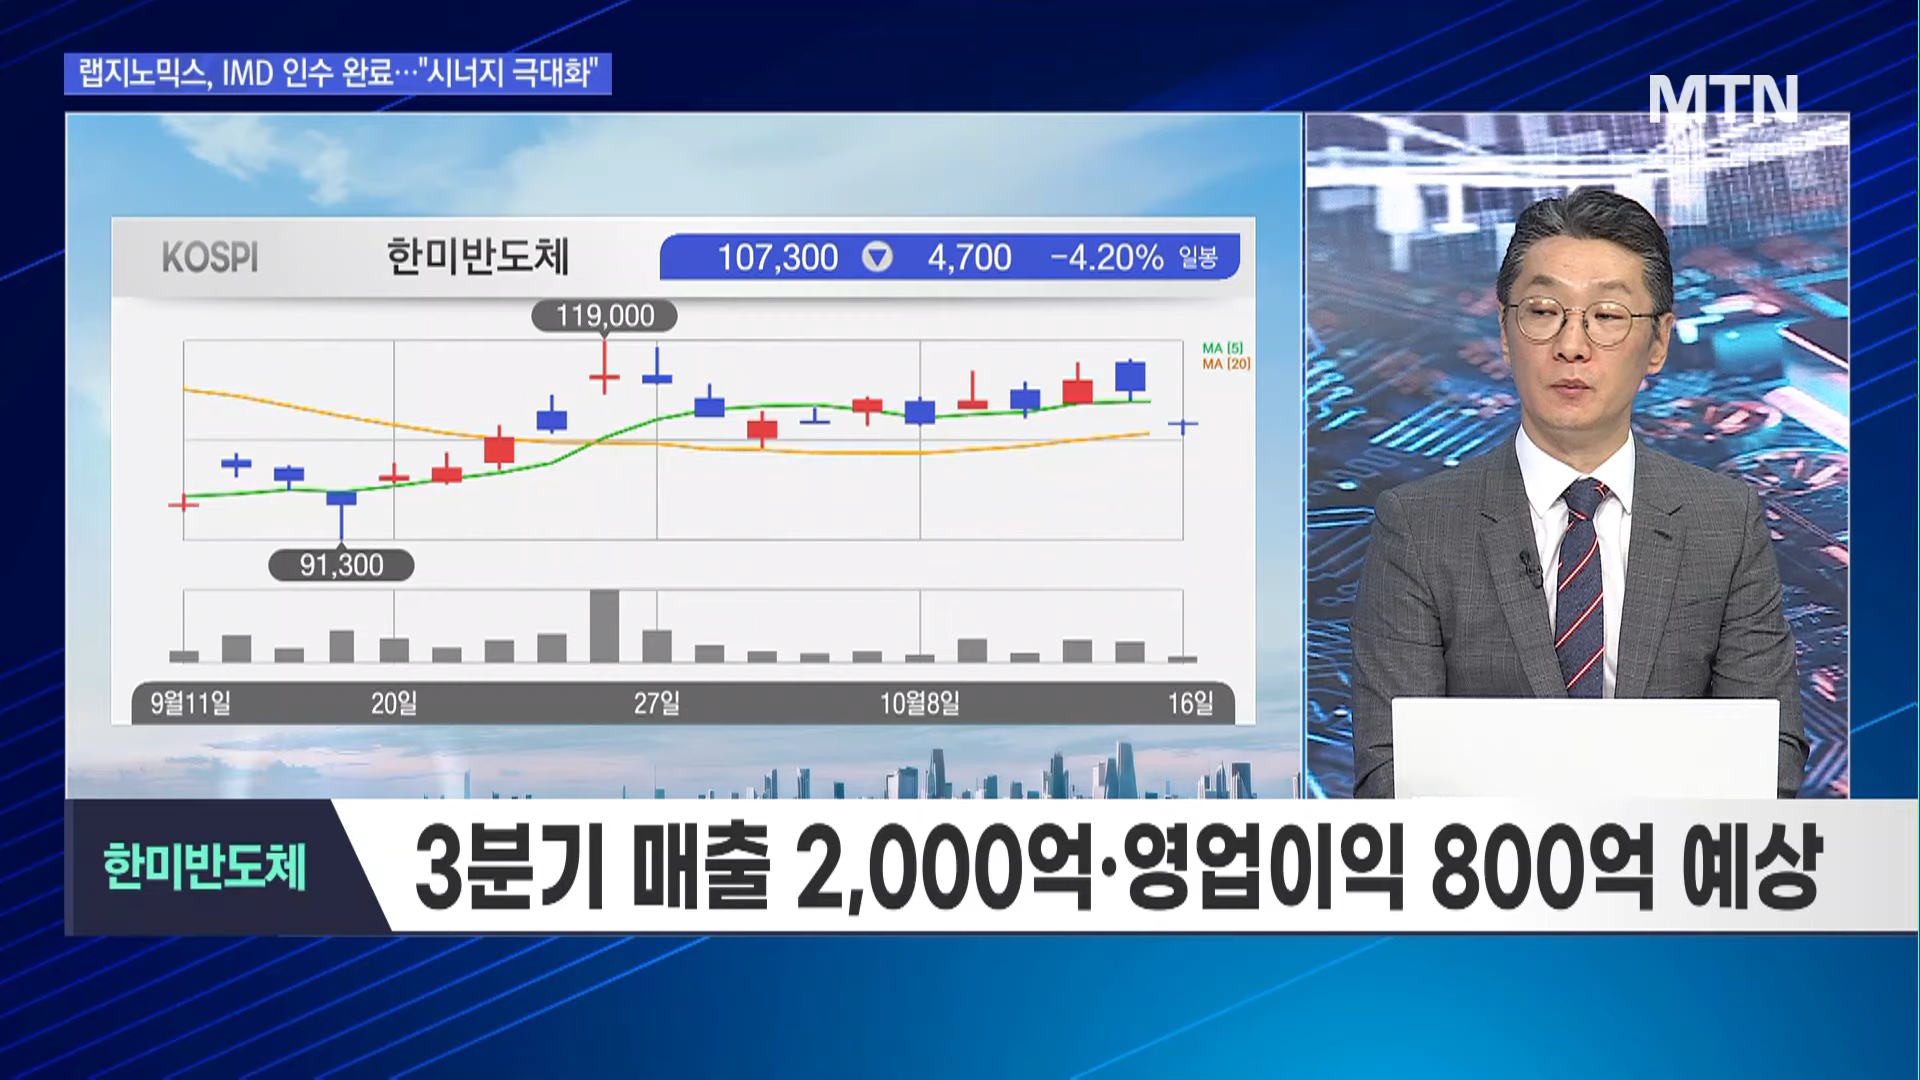 랩지노믹스, IMD 인수 완료…"시너지 극대화"
MTN
KOSPI 한미반도체 107,300 ▼ 4,700 -4.20% 일봉
119,000
MA [5]
MA [20]
91,300
9월11일 20일 27일 10월8일 16일
한미반도체
3분기 매출 2,000억·영업이익 800억 예상